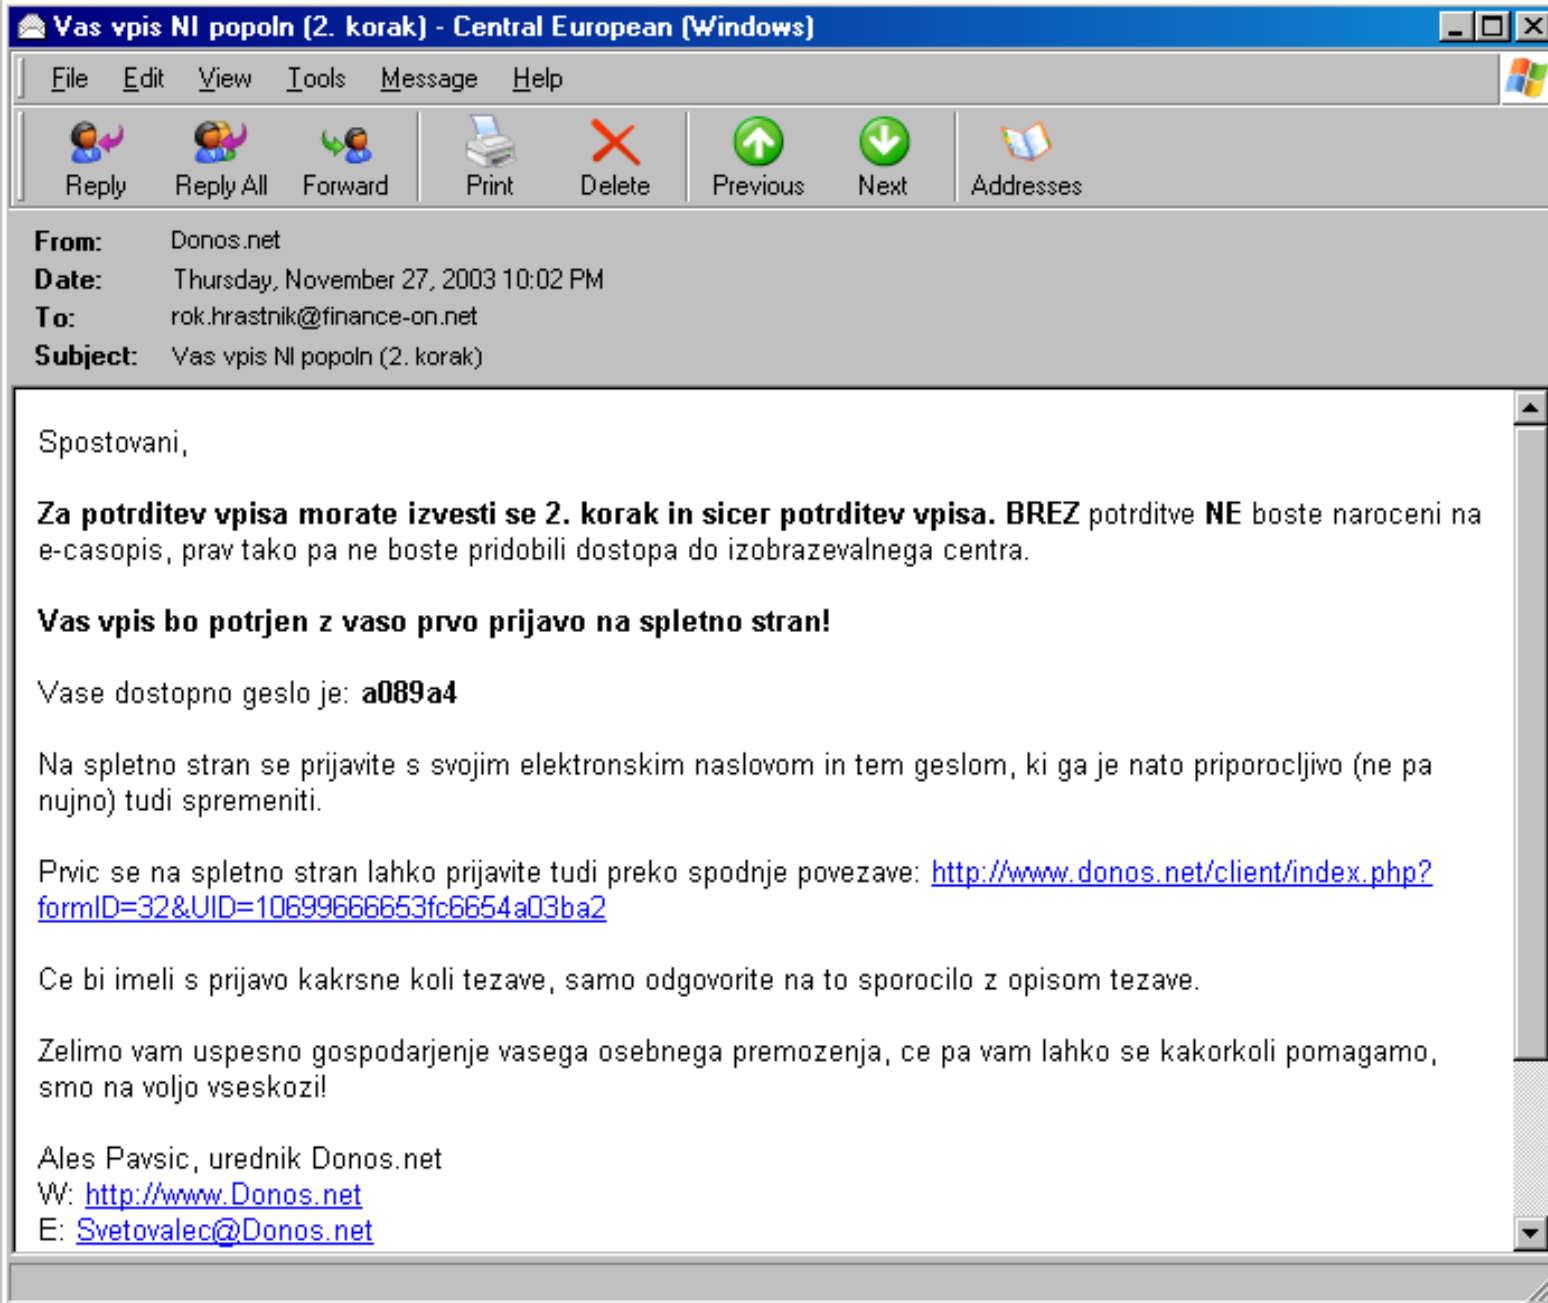 Vas vpis NI popoln (2. korak) - Central European (Windows)
File Edit View Tools Message Help
Reply Reply All Forward Print Delete Previous Next Addresses
From: Donos.net
Date: Thursday, November 27, 2003 10:02 PM
To: rok.hrastnik@finance-on.net
Subject: Vas vpis NI popoln (2. korak)
Spostovani,
Za potrditev vpisa morate izvesti se 2. korak in sicer potrditev vpisa. BREZ potrditve NE boste naroceni na
e-casopis, prav tako pa ne boste pridobili dostopa do izobrazevalnega centra.
Vas vpis bo potrjen z vaso prvo prijavo na spletno stran!
Vase dostopno geslo je: a089a4
Na spletno stran se prijavite s svojim elektronskim naslovom in tem geslom, ki ga je nato priporocljivo (ne pa
nujno) tudi spremeniti.
Prvic se na spletno stran lahko prijavite tudi preko spodnje povezave: http://www.donos.net/client/index.php?
formID=32&UID=10699666653fc6654a03ba2
Ce bi imeli s prijavo kakrsne koli tezave, samo odgovorite na to sporocilo z opisom tezave.
Zelimo vam uspesno gospodarjenje vasega osebnega premozenja, ce pa vam lahko se kakorkoli pomagamo,
smo na voljo vseskozi!
Ales Pavsic, urednik Donos.net
W: http://www.Donos.net
E: Svetovalec@Donos.net